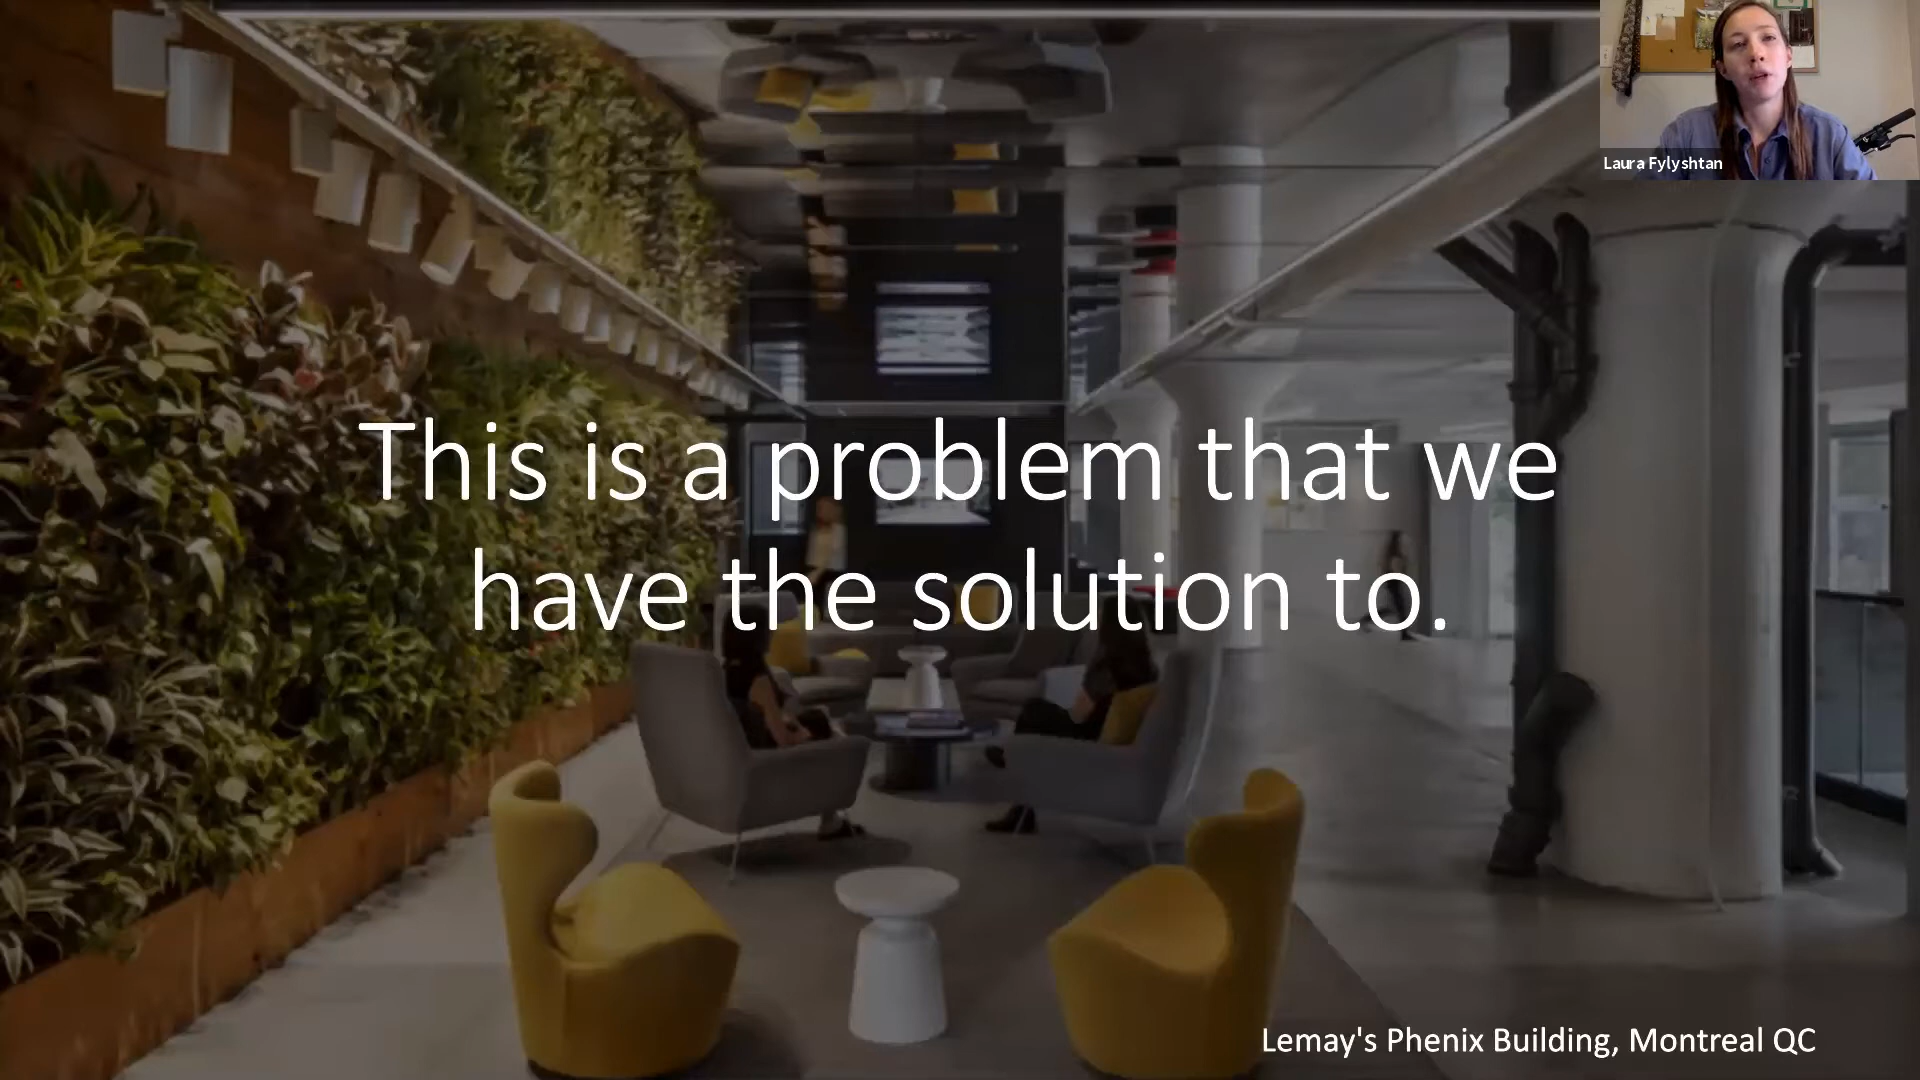 Laura Fylyshtan
This is a problem that we
have the solution to.
Lemay's Phenix Building, Montreal QC